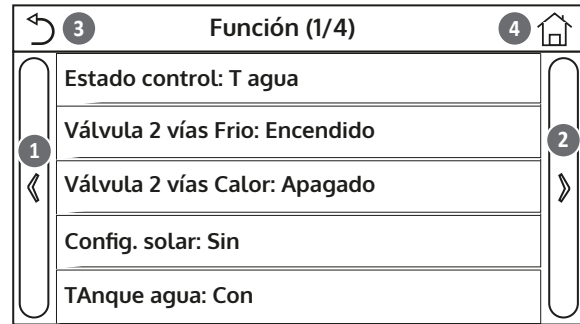 3 Función (1/4) 4
Estado control: T agua
Válvula 2 vías Frio: Encendido
1 2
Válvula 2 vías Calor: Apagado
Config. solar: Sin
TAnque agua: Con